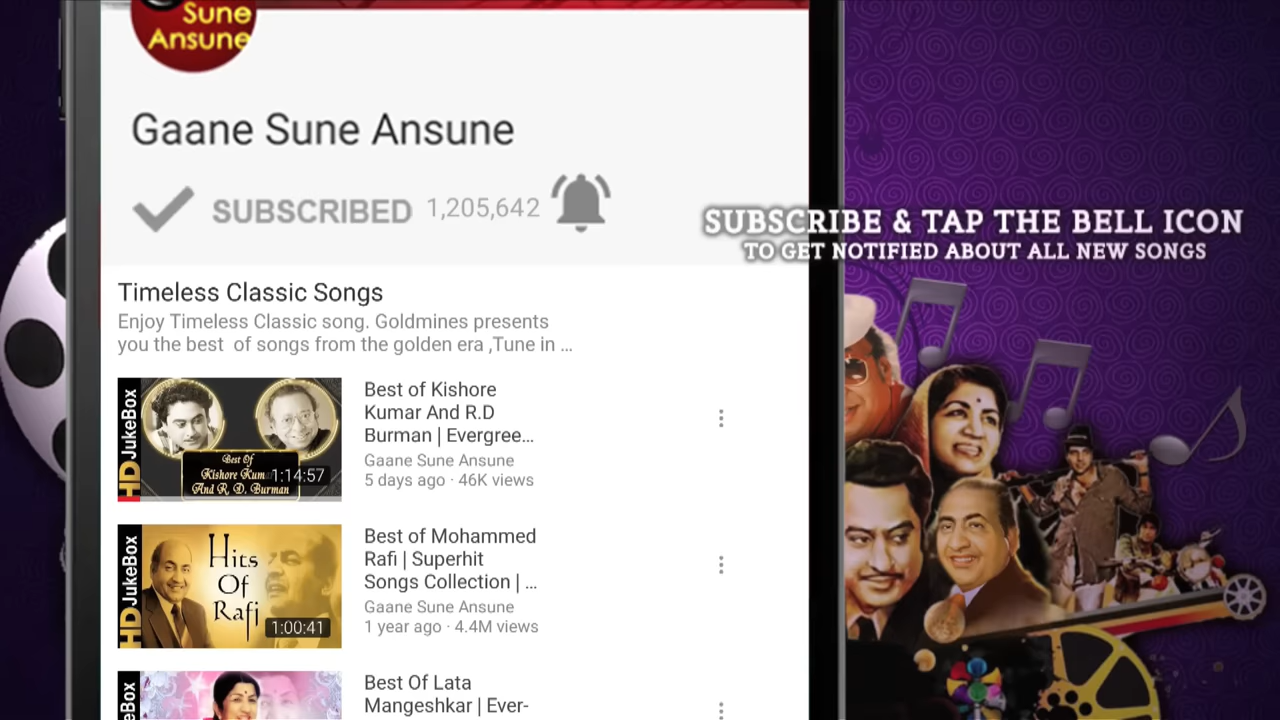 Sune
Ansune
Gaane Sune Ansune
SUBSCRIBED 1,205,642
SUBSCRIBE & TAP THE BELL ICON
TO GET NOTIFIED ABOUT ALL NEW SONGS
Timeless Classic Songs
Enjoy Timeless Classic song. Goldmines presents
you the best of songs from the golden era ,Tune in ...
HD JukeBox
Best Of
Kishore Kum
And R. D. Burman
1:14:57
Best of Kishore
Kumar And R.D
Burman | Evergree...
Gaane Sune Ansune
5 days ago · 46K views
HD JukeBox
Hits
Of
Rafi
1:00:41
Best of Mohammed
Rafi | Superhit
Songs Collection | ...
Gaane Sune Ansune
1 year ago · 4.4M views
eBox
Best Of Lata
Mangeshkar | Ever-